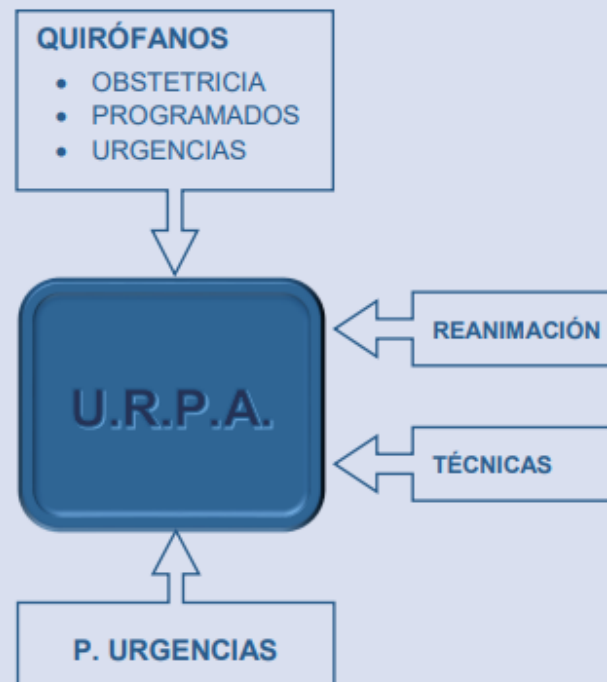 QUIRÓFANOS
• OBSTETRICIA
• PROGRAMADOS
• URGENCIAS
REANIMACIÓN
U.R.P.A.
TÉCNICAS
P. URGENCIAS